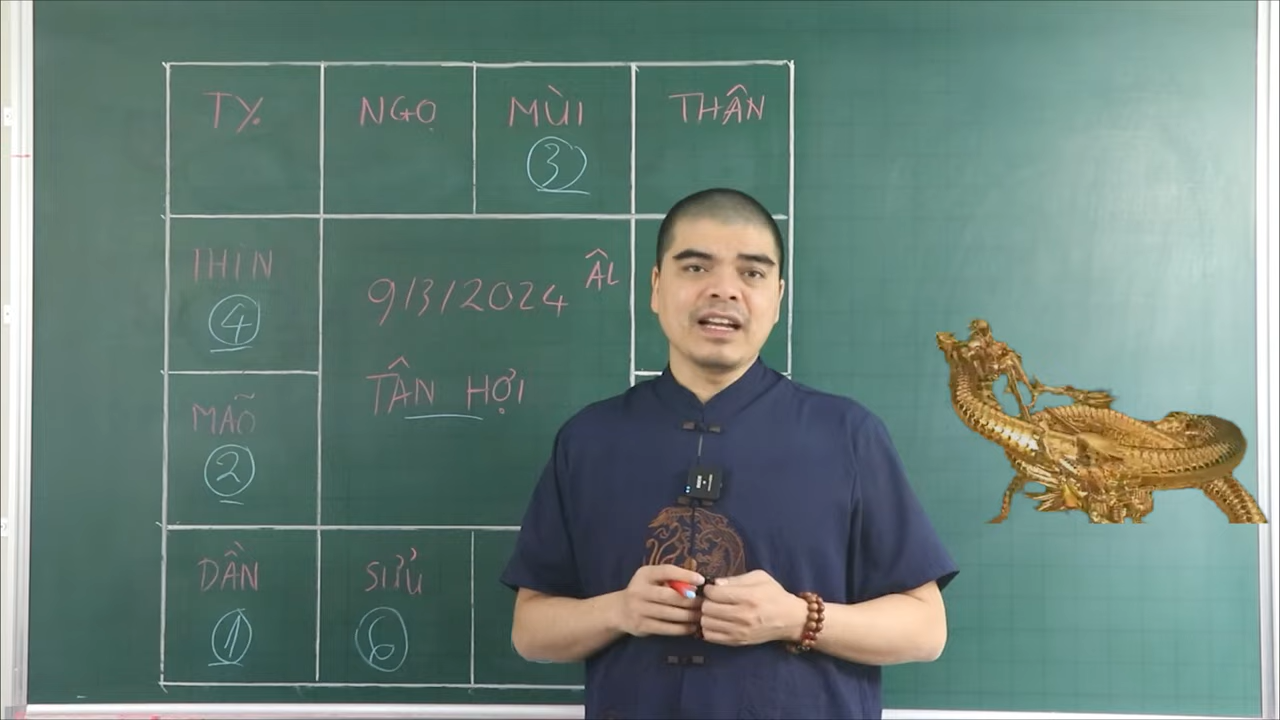 TỴ NGỌ MÙI THÂN
3
THÌN
4
9/3/2024 ÂL
TÂN HỢI
MÃO
2
DẦN SỬU
1 6